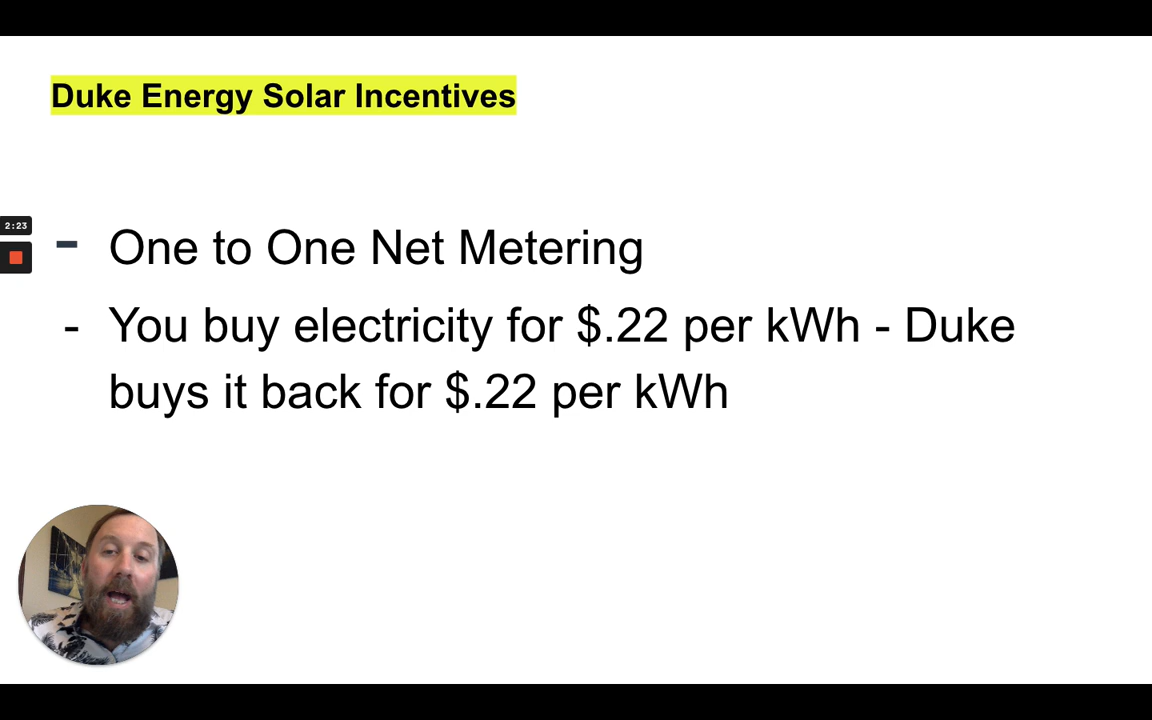 Duke Energy Solar Incentives
2:23
- One to One Net Metering
- You buy electricity for $.22 per kWh - Duke
buys it back for $.22 per kWh